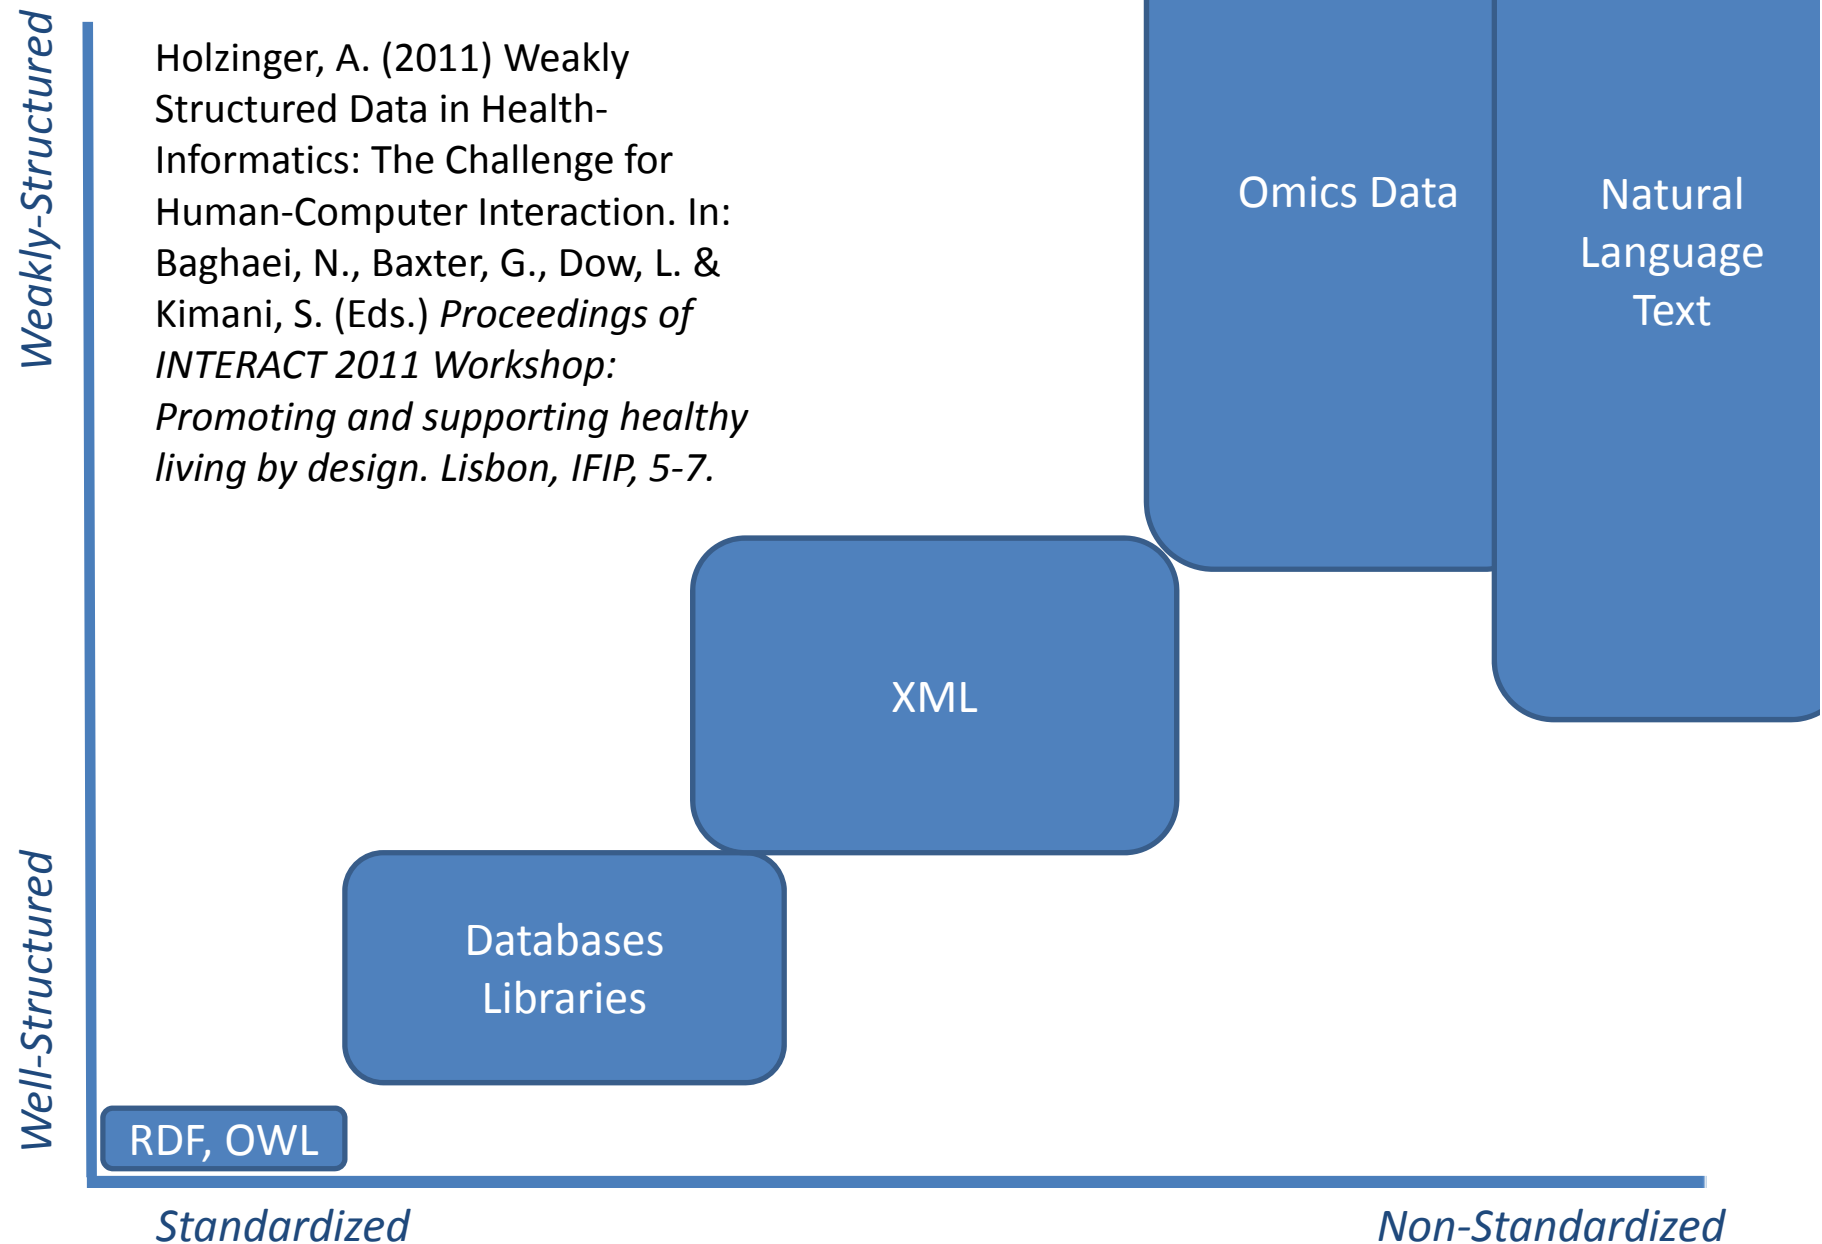 Weakly-Structured
Holzinger, A. (2011) Weakly
Structured Data in Health-
Informatics: The Challenge for
Human-Computer Interaction. In:
Baghaei, N., Baxter, G., Dow, L. &
Kimani, S. (Eds.) Proceedings of
INTERACT 2011 Workshop:
Promoting and supporting healthy
living by design. Lisbon, IFIP, 5-7.
Omics Data
Natural
Language
Text
XML
Well-Structured
Databases
Libraries
RDF, OWL
Standardized
Non-Standardized